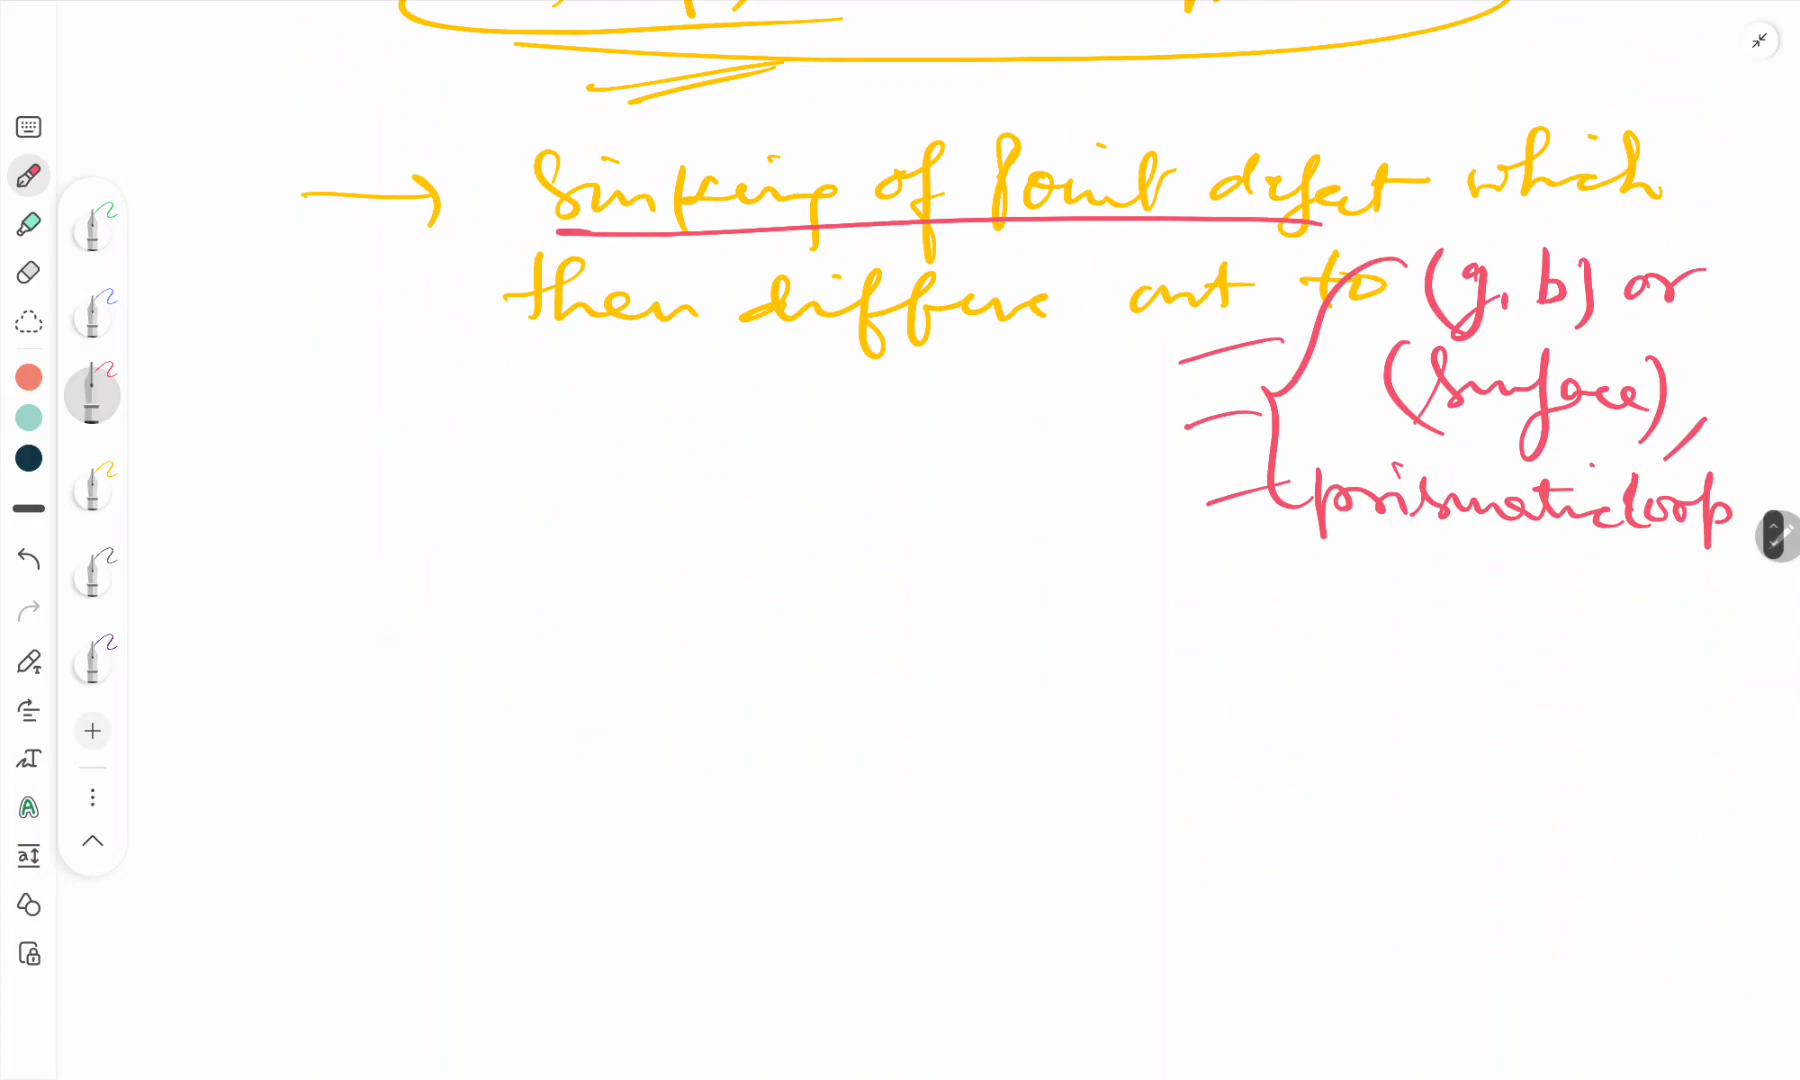 → Sinking of point defect which
then diffuse out to (g, b) or
(surface),
prismatic loop